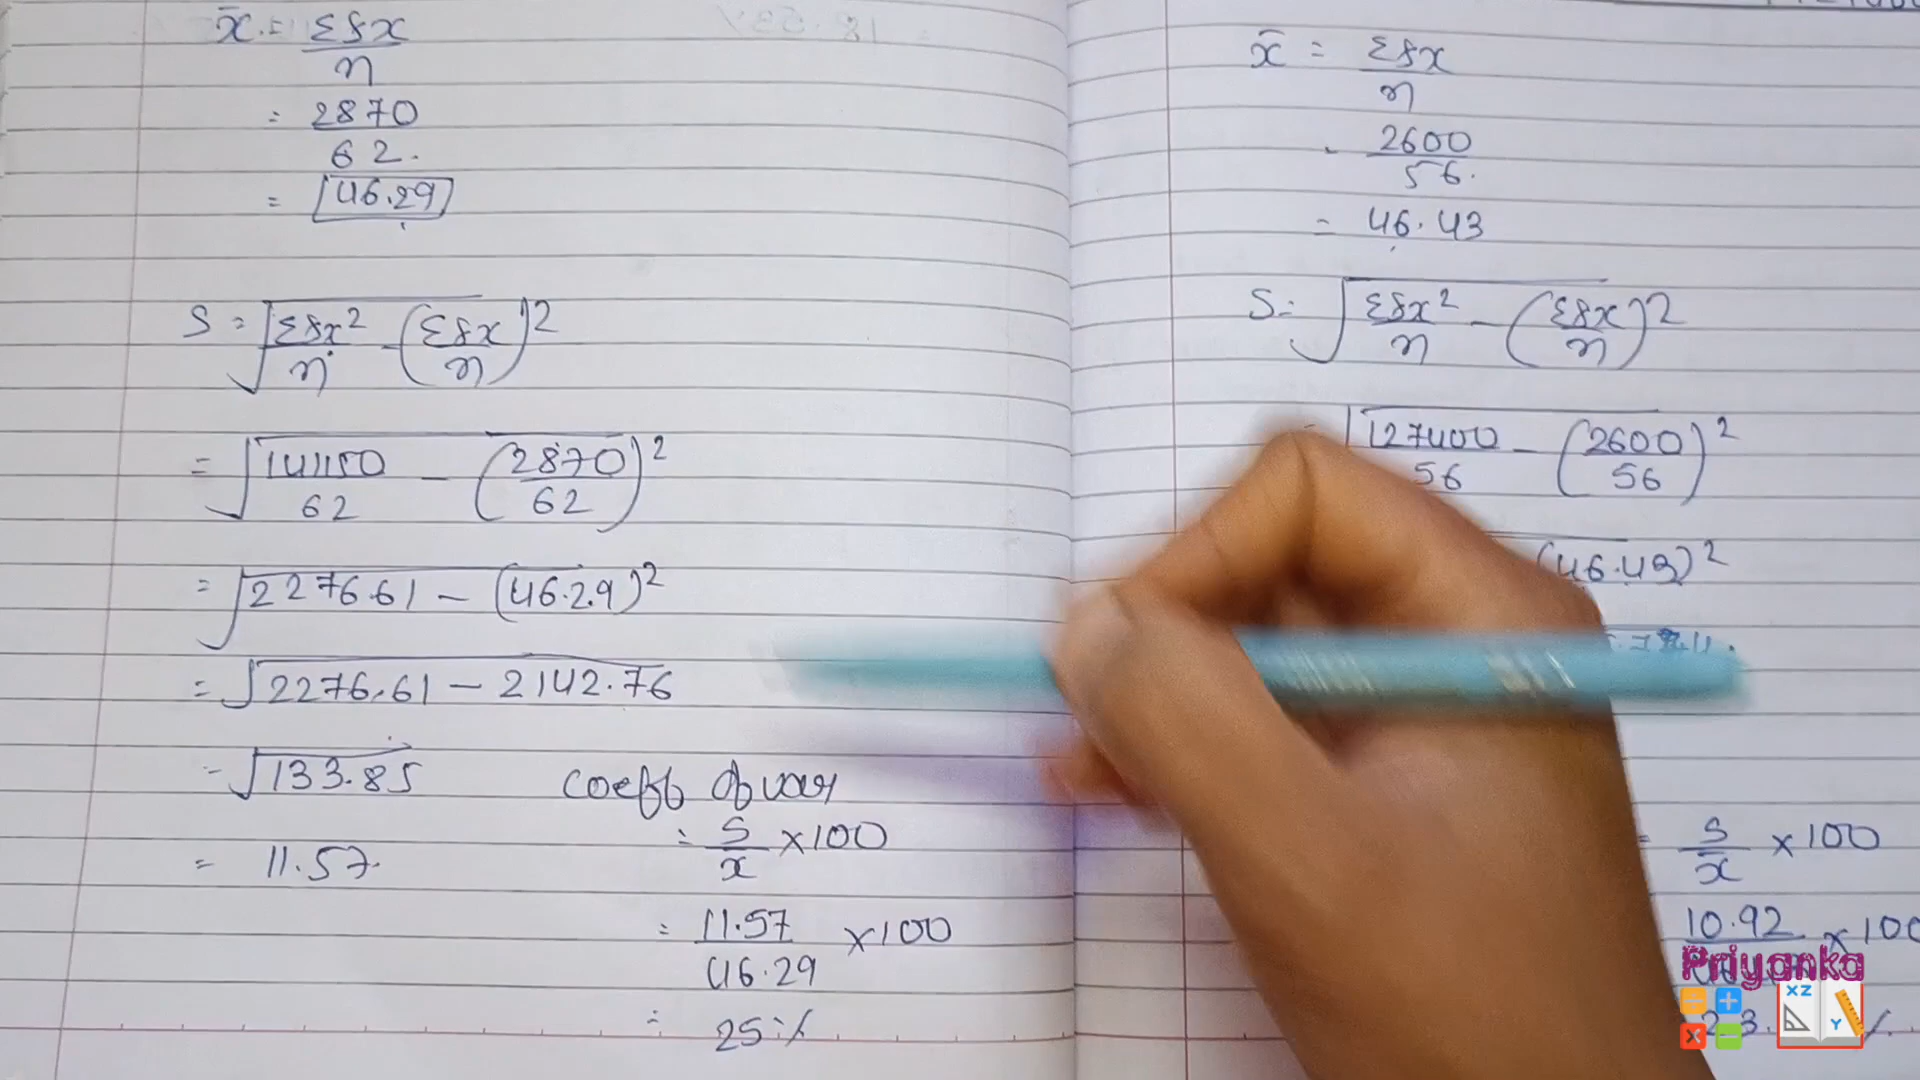 x̄ = Σfx
n
= 2870
62.
= 46.29
S = √Σfx²/n - (Σfx/n)²
= √141150/62 - (2870/62)²
= √2276.61 - (46.29)²
= √2276.61 - 2142.76
= √133.85
= 11.57
coeff of var
= S/x × 100
= 11.57/46.29 × 100
= 25%
x̄ = Σfx
n
2600
56.
= 46.43
S = √Σfx²/n - (Σfx/n)²
= √127400/56 - (2600/56)²
(46.43)²
= S/x̄ × 100
10.92 × 100
Priyanka
XZ
Y